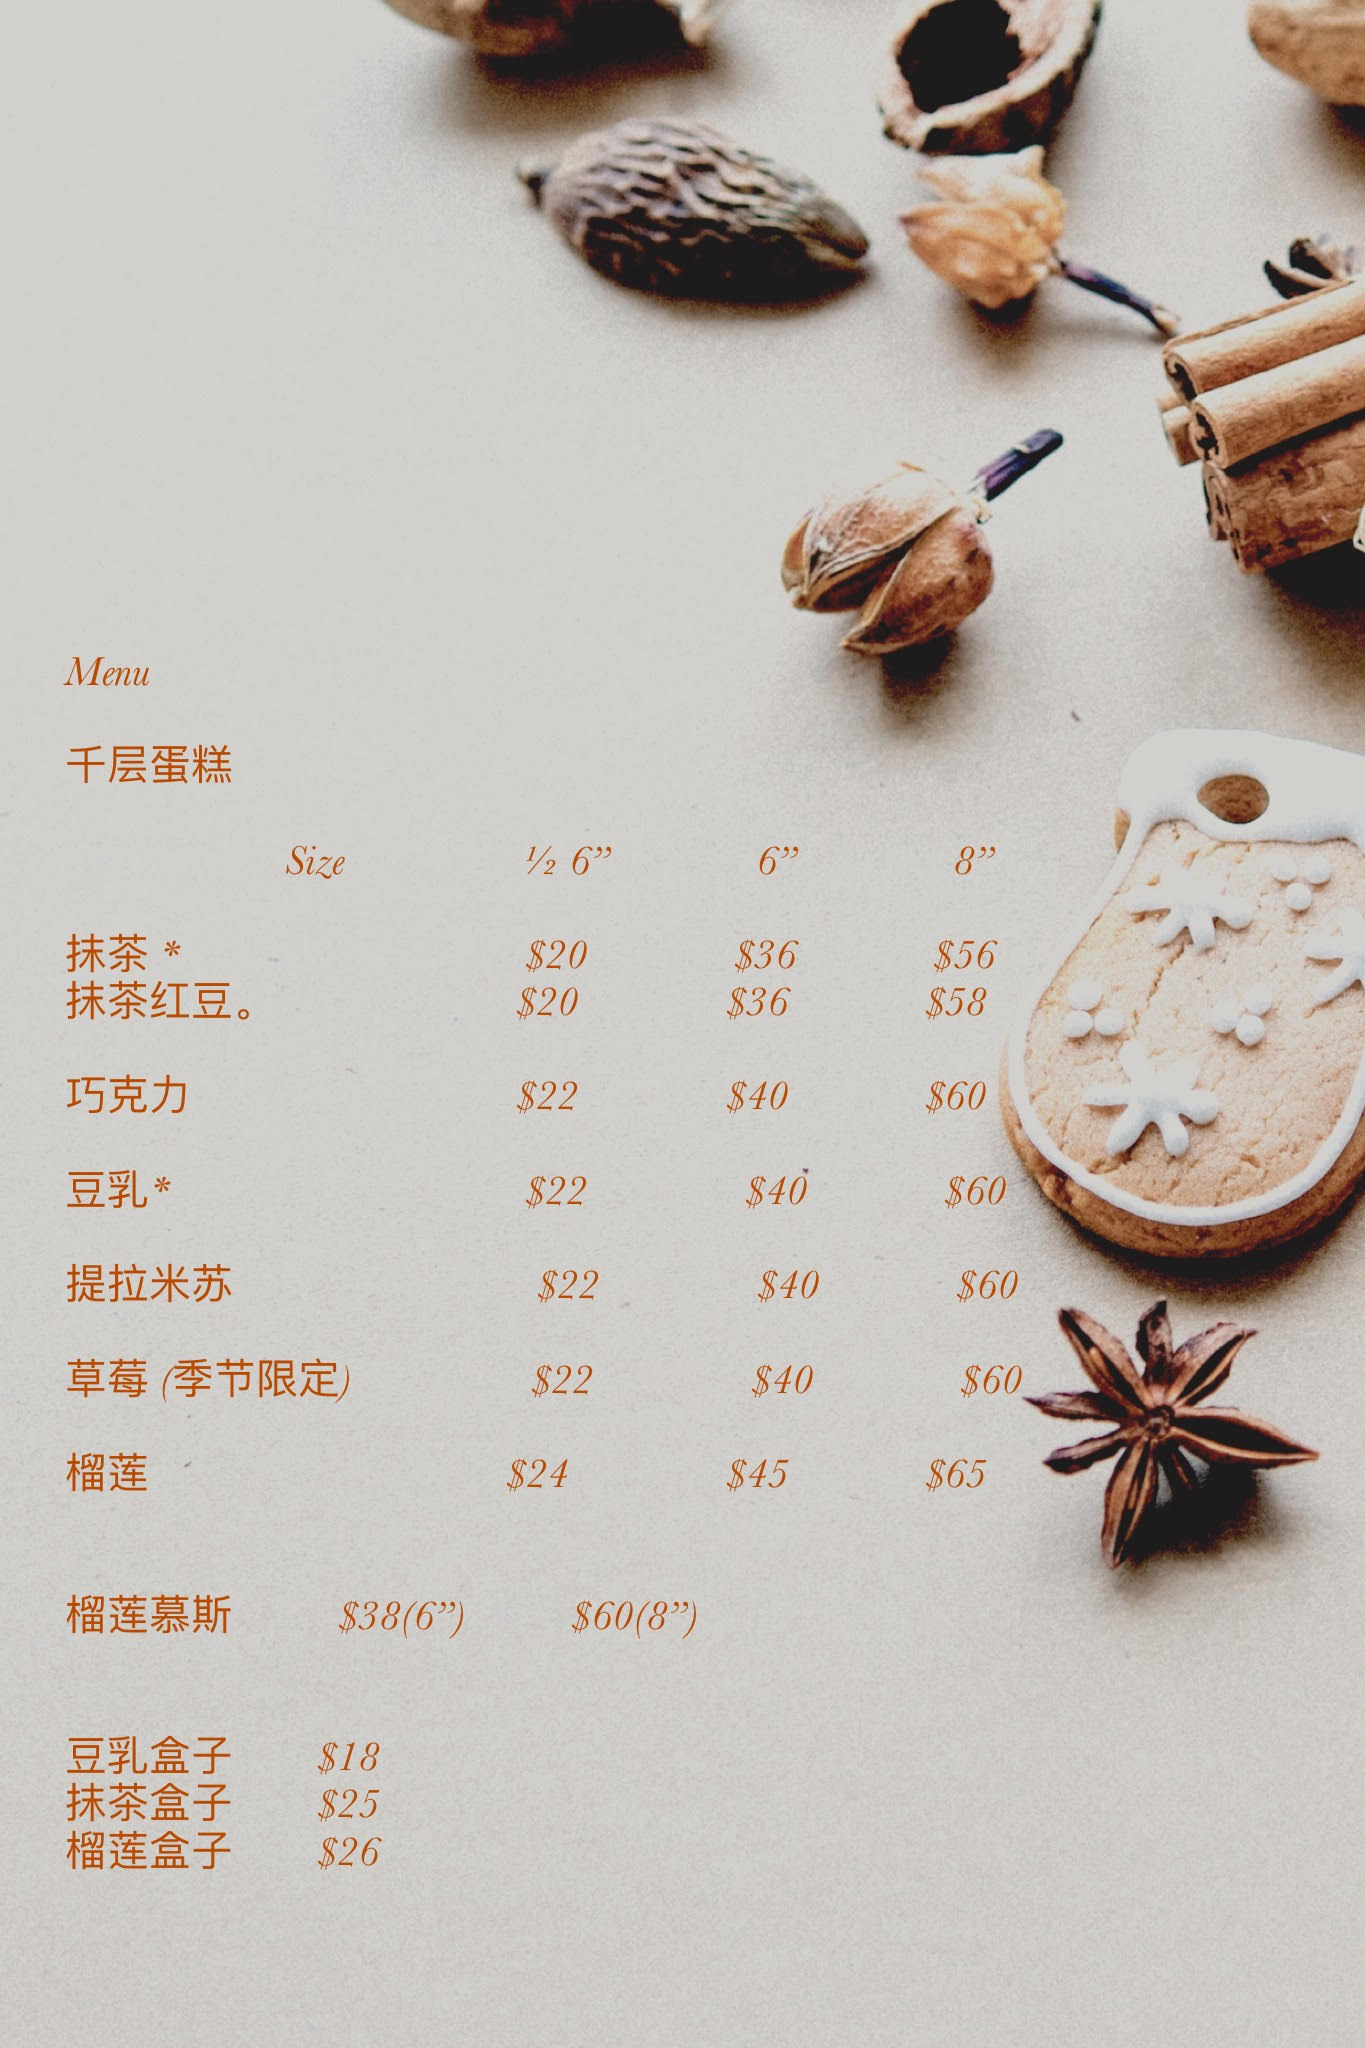 Menu
千层蛋糕
Size ½ 6” 6” 8”
抹茶 * $20 $36 $56
抹茶红豆。 $20 $36 $58
巧克力 $22 $40 $60
豆乳* $22 $40 $60
提拉米苏 $22 $40 $60
草莓 (季节限定) $22 $40 $60
榴莲 $24 $45 $65
榴莲慕斯 $38(6”) $60(8”)
豆乳盒子 $18
抹茶盒子 $25
榴莲盒子 $26